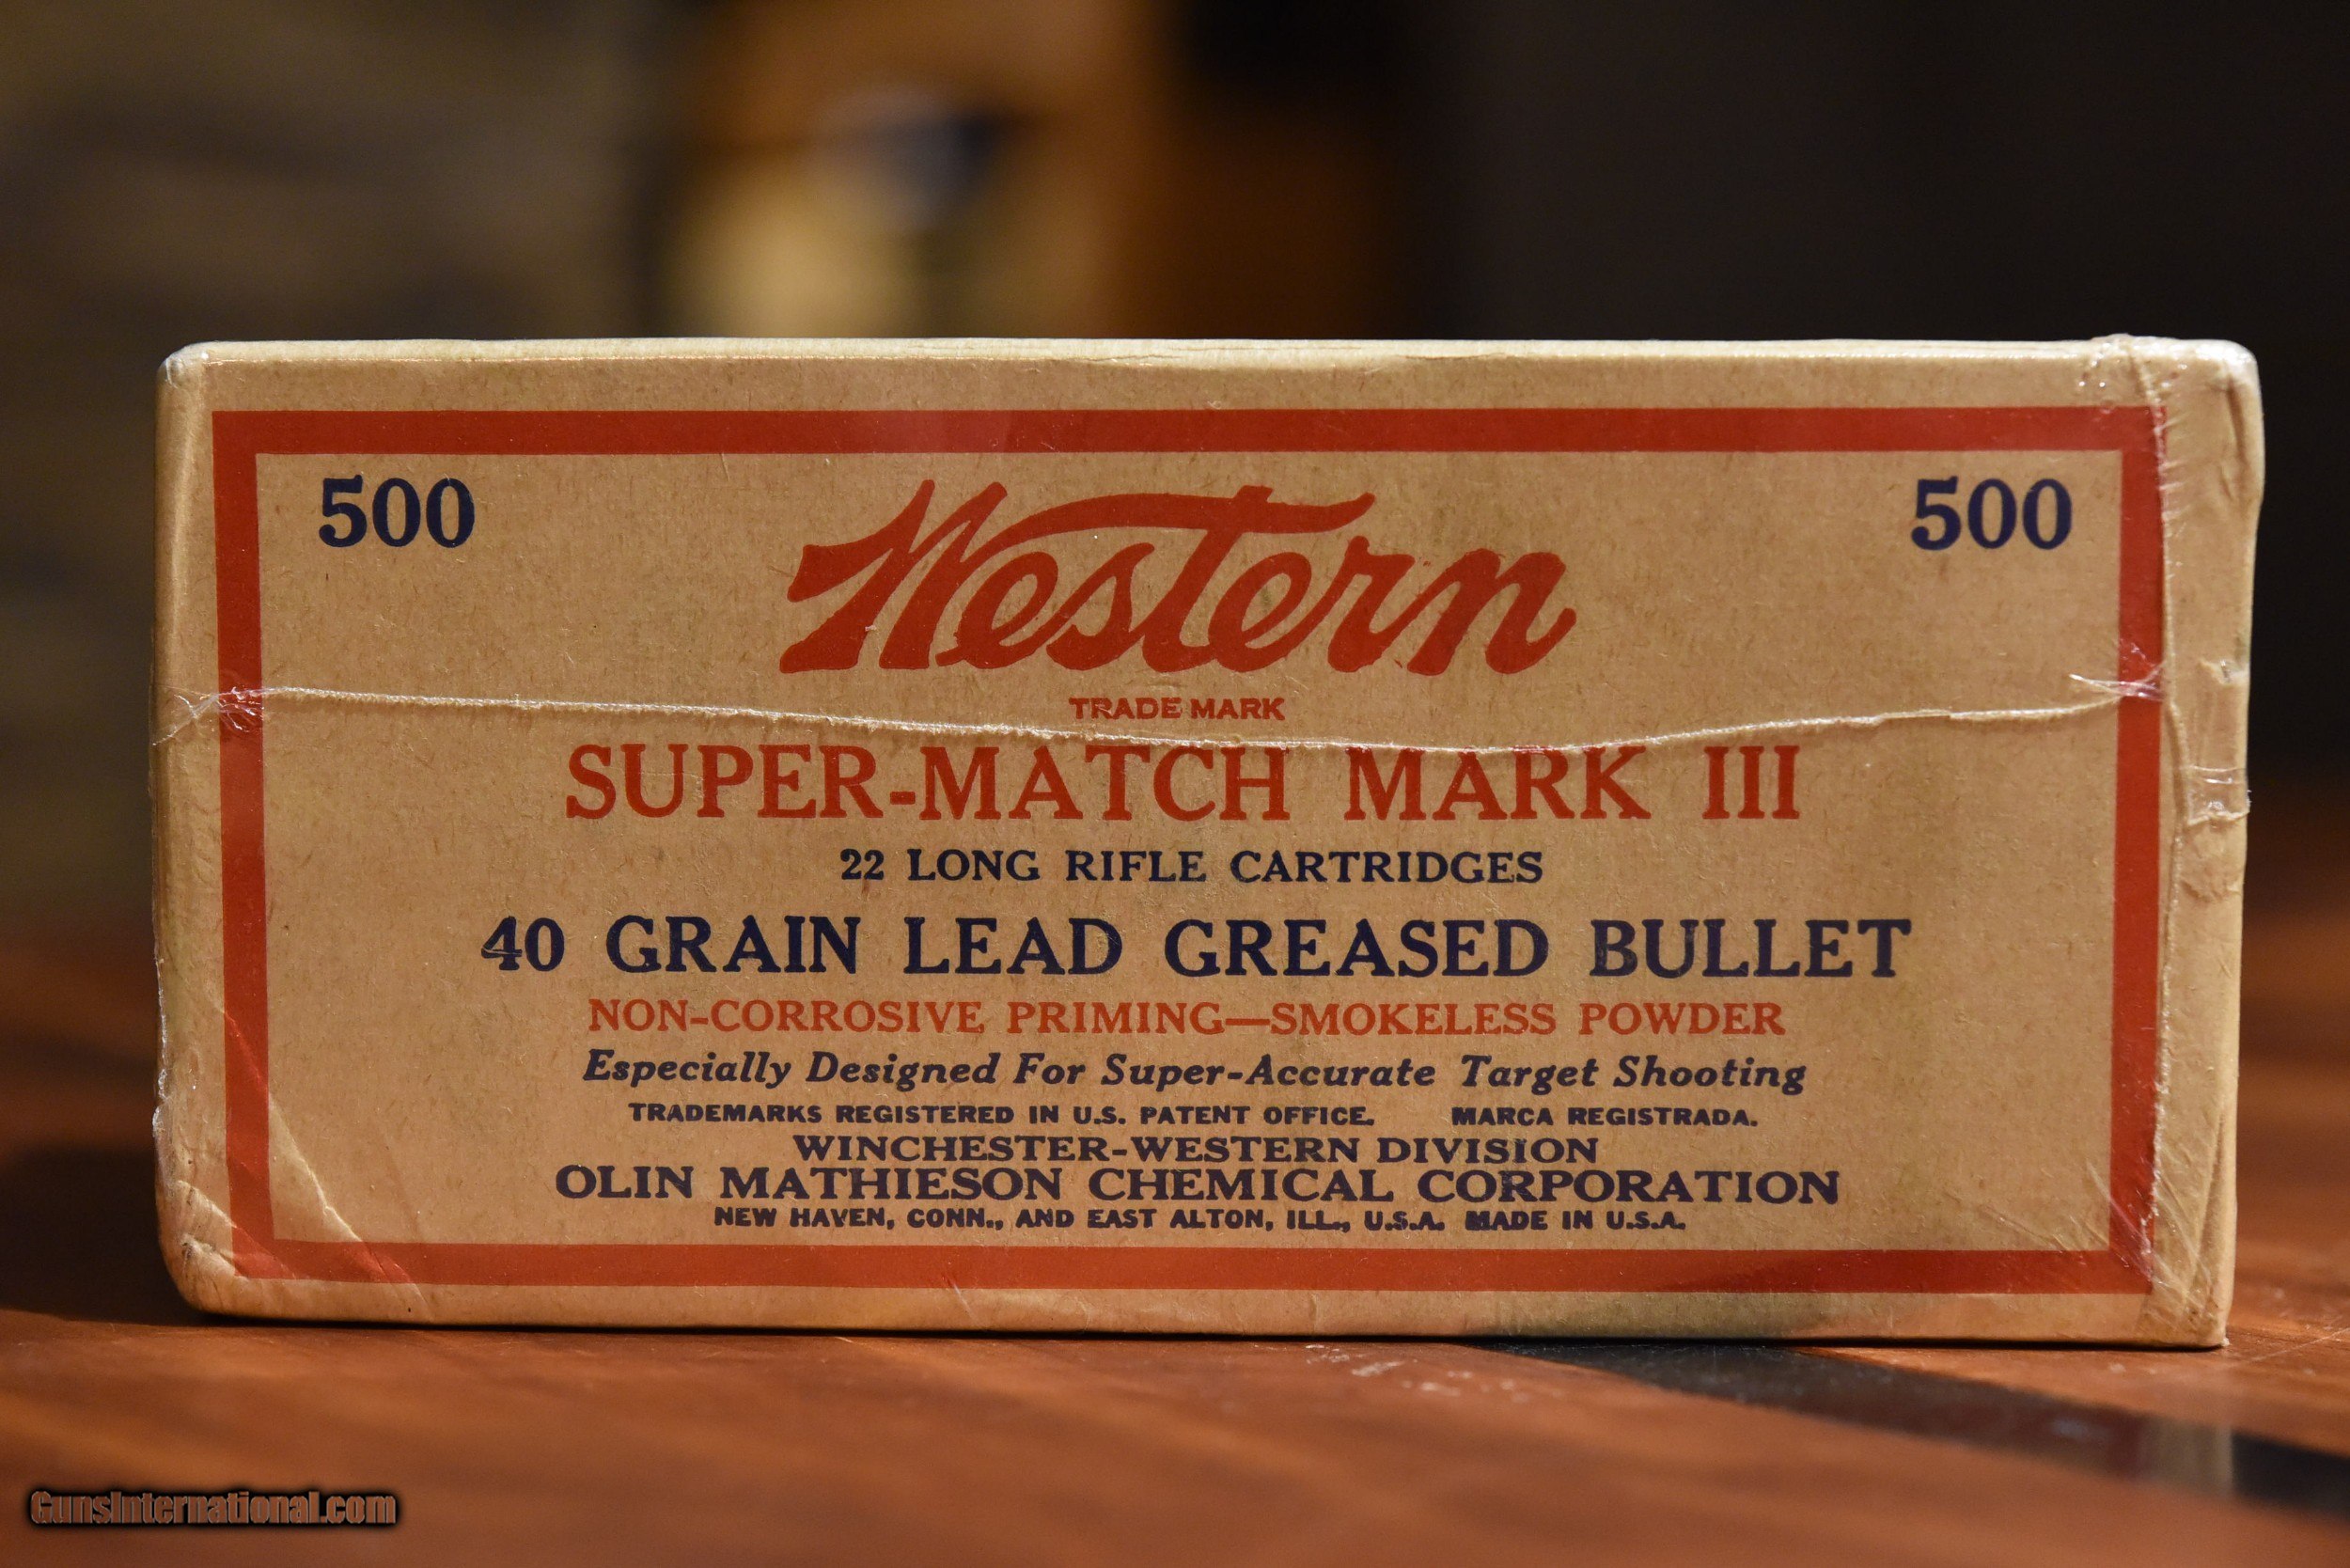 500 Western 500
TRADE MARK
SUPER-MATCH MARK III
22 LONG RIFLE CARTRIDGES
40 GRAIN LEAD GREASED BULLET
NON-CORROSIVE PRIMING—SMOKELESS POWDER
Especially Designed For Super-Accurate Target Shooting
TRADEMARKS REGISTERED IN U.S. PATENT OFFICE. MARCA REGISTRADA.
WINCHESTER-WESTERN DIVISION
OLIN MATHIESON CHEMICAL CORPORATION
NEW HAVEN, CONN., AND EAST ALTON, ILL., U.S.A. MADE IN U.S.A.
GunsInternational.com